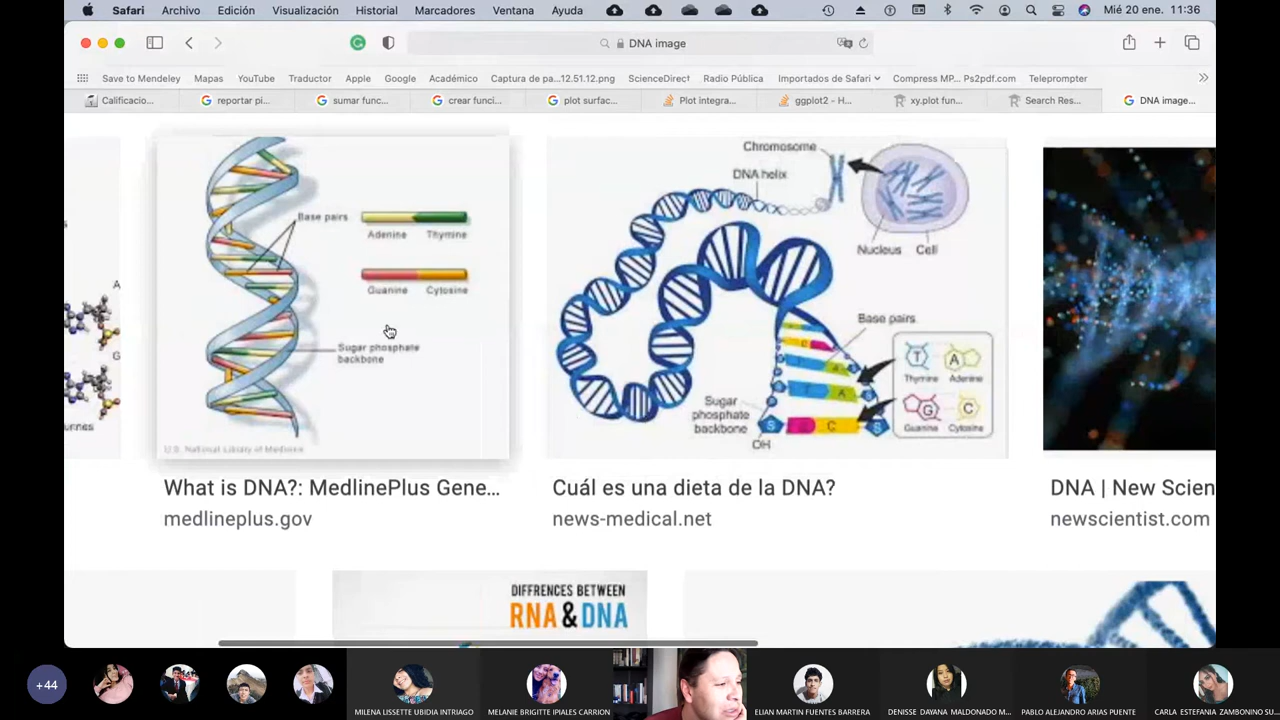 Safari Archivo Edición Visualización Historial Marcadores Ventana Ayuda Mié 20 ene. 11:36
DNA image
Save to Mendeley Mapas YouTube Traductor Apple Google Académico Captura de pa...12.51.12.png ScienceDirect Radio Pública Importados de Safari Compress MP... Ps2pdf.com Teleprompter
Calificacio... reportar pi... sumar func... crear funci... plot surfac... Plot integra... ggplot2 - H... xy.plot fun... Search Res... DNA image...
Base pairs
Adenine Thymine
Guanine Cytosine
Sugar phosphate
backbone
U.S. National Library of Medicine
Chromosome
DNA helix
Nucleus Cell
Base pairs
T A
Thymine Adenine
G C
Guanine Cytosine
Sugar
phosphate
backbone
A
A
S C S
OH
A
G
urnes
What is DNA?: MedlinePlus Gene...
medlineplus.gov
Cuál es una dieta de la DNA?
news-medical.net
DNA | New Scien
newscientist.com
DIFFRENCES BETWEEN
RNA & DNA
+44
MILENA LISSETTE UBIDIA INTRIAGO
MELANIE BRIGITTE IPIALES CARRION
ELIAN MARTIN FUENTES BARRERA
DENISSE DAYANA MALDONADO M...
PABLO ALEJANDRO ARIAS PUENTE
CARLA ESTEFANIA ZAMBONINO SU...